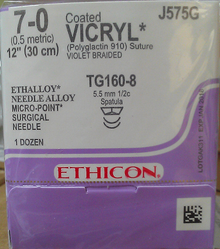 7-0 Coated J575G
(0.5 metric) VICRYL*
12" (30 cm) (Polyglactin 910) Suture
VIOLET BRAIDED
ETHALLOY* TG160-8
NEEDLE ALLOY 5.5 mm 1/2c
MICRO-POINT* Spatula
SURGICAL
NEEDLE
1 DOZEN
ETHICON